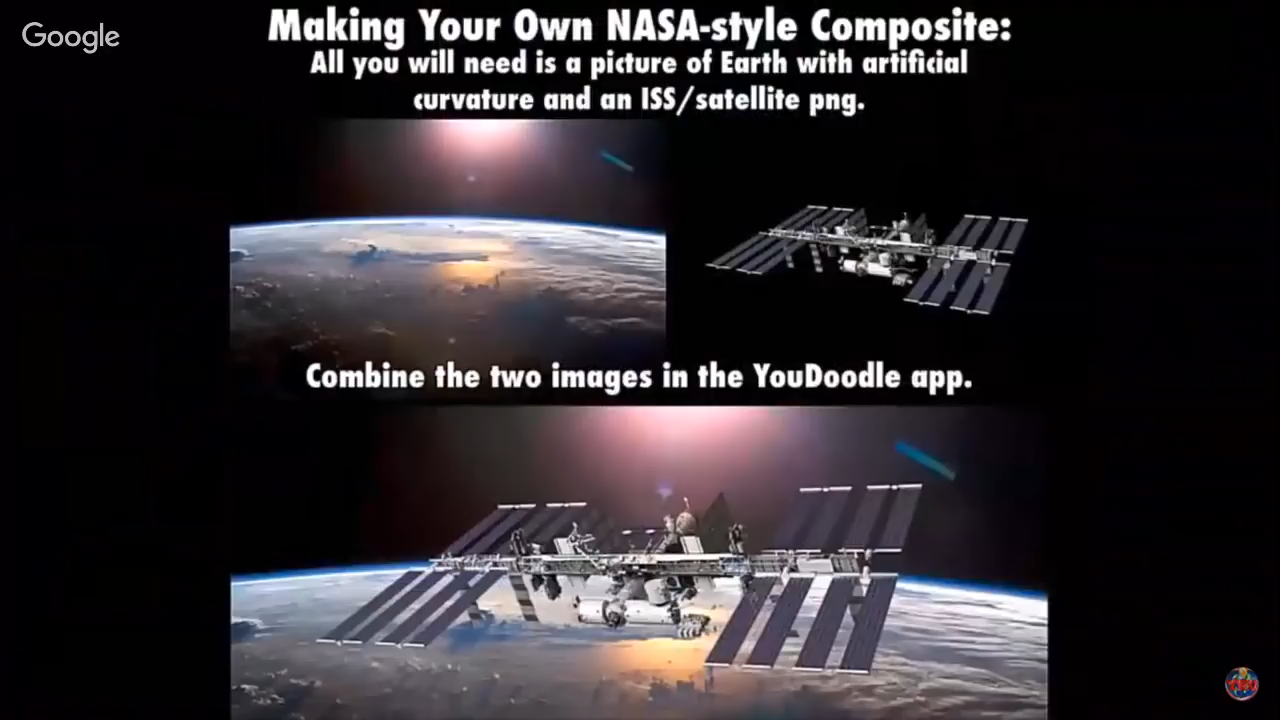 Google
Making Your Own NASA-style Composite:
All you will need is a picture of Earth with artificial
curvature and an ISS/satellite png.
Combine the two images in the YouDoodle app.